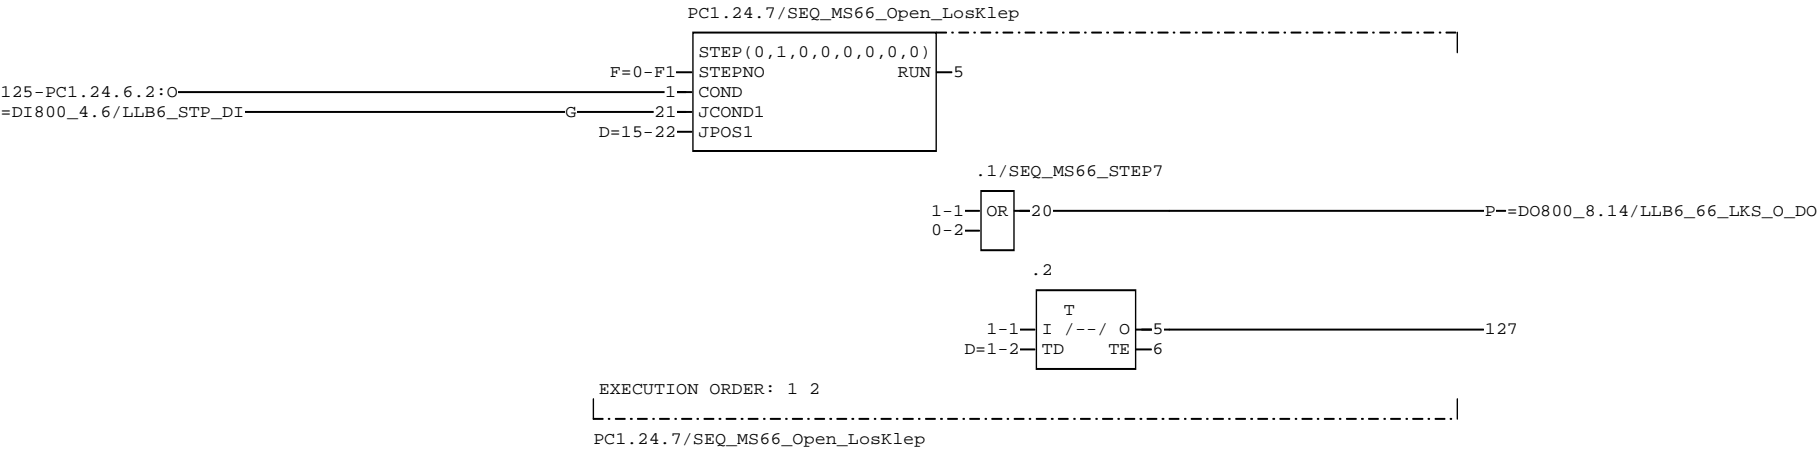 PC1.24.7/SEQ_MS66_Open_LosKlep
STEP(0,1,0,0,0,0,0,0)
F=0-F1 STEPNO RUN 5
125-PC1.24.6.2:O 1 COND
=DI800_4.6/LLB6_STP_DI G 21 JCOND1
D=15-22 JPOS1
.1/SEQ_MS66_STEP7
1-1 OR 20 P =DO800_8.14/LLB6_66_LKS_O_DO
0-2
.2
T
1-1 I /--/ O 5 127
D=1-2 TD TE 6
EXECUTION ORDER: 1 2
PC1.24.7/SEQ_MS66_Open_LosKlep